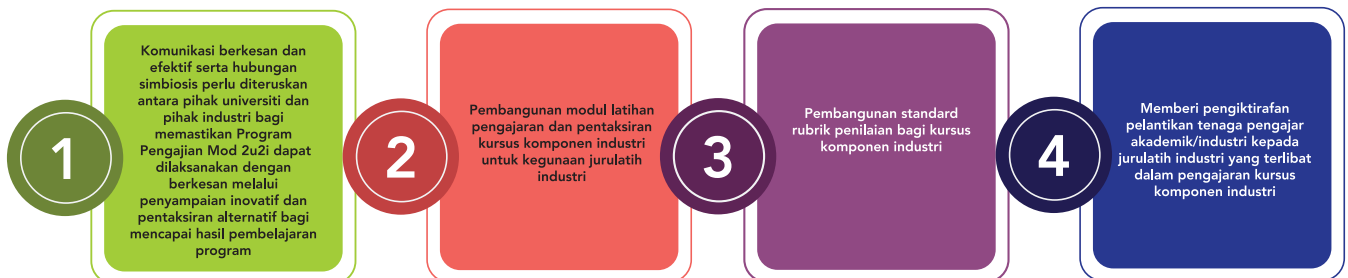 1
Komunikasi berkesan dan
efektif serta hubungan
simbiosis perlu diteruskan
antara pihak universiti dan
pihak industri bagi
memastikan Program
Pengajian Mod 2u2i dapat
dilaksanakan dengan
berkesan melalui
penyampaian inovatif dan
pentaksiran alternatif bagi
mencapai hasil pembelajaran
program
2
Pembangunan modul latihan
pengajaran dan pentaksiran
kursus komponen industri
untuk kegunaan jurulatih
industri
3
Pembangunan standard
rubrik penilaian bagi kursus
komponen industri
4
Memberi pengiktirafan
pelantikan tenaga pengajar
akademik/industri kepada
jurulatih industri yang terlibat
dalam pengajaran kursus
komponen industri